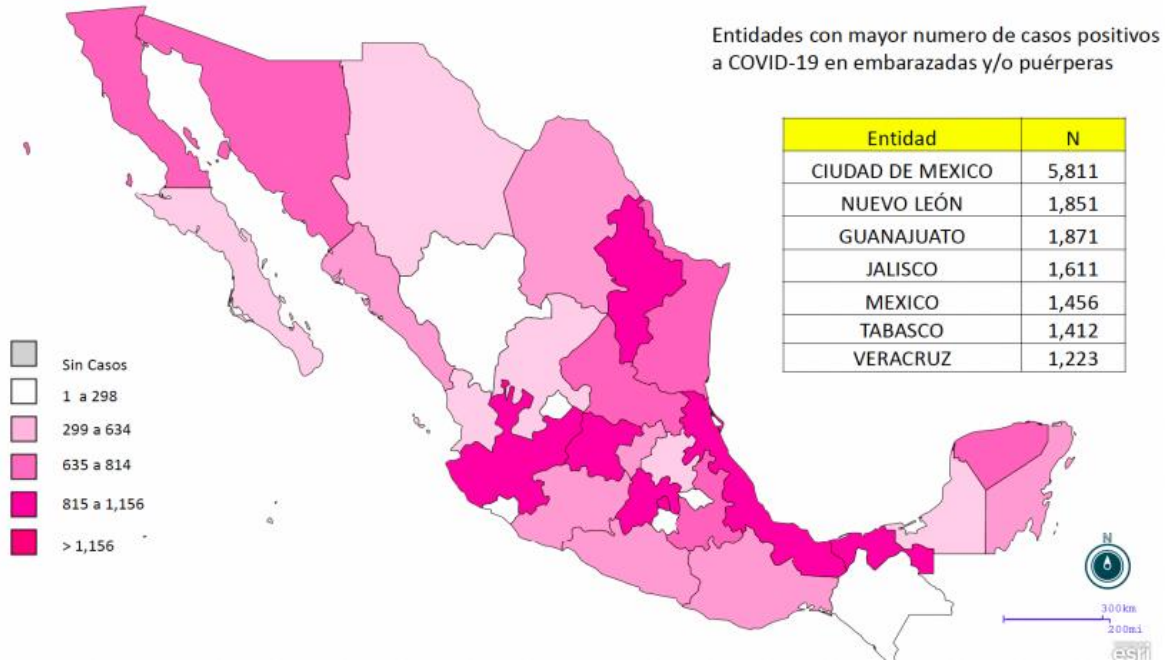 Entidades con mayor numero de casos positivos
a COVID-19 en embarazadas y/o puérperas
Entidad N
CIUDAD DE MEXICO 5,811
NUEVO LEÓN 1,851
GUANAJUATO 1,871
JALISCO 1,611
MEXICO 1,456
TABASCO 1,412
VERACRUZ 1,223
Sin Casos
1 a 298
299 a 634
635 a 814
815 a 1,156
> 1,156
N
300km
200mi
esri